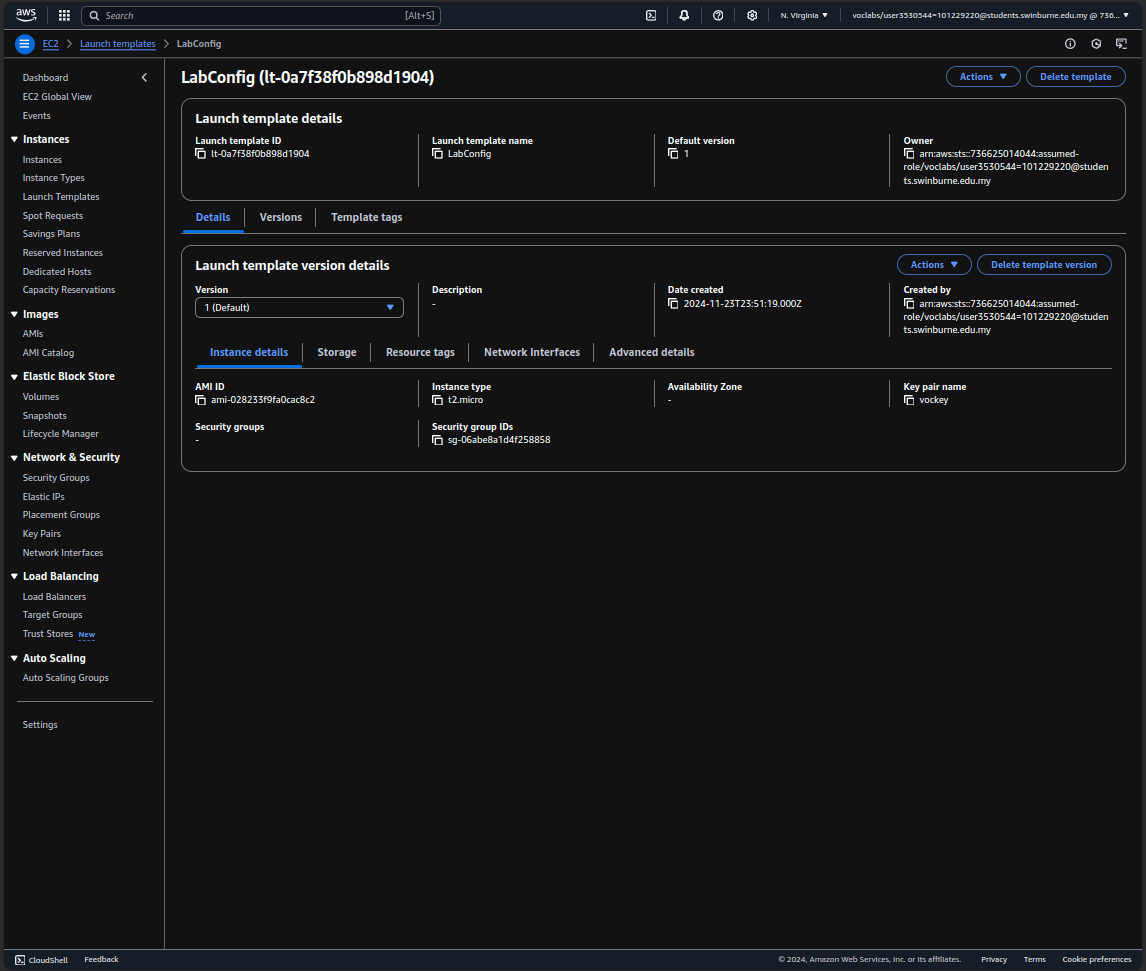 aws
Search
[Alt+S]
N. Virginia
voclabs/user3530544=101229220@students.swinburne.edu.my @ 736...
EC2
Launch templates
LabConfig
Dashboard
EC2 Global View
Events
Instances
Instances
Instance Types
Launch Templates
Spot Requests
Savings Plans
Reserved Instances
Dedicated Hosts
Capacity Reservations
Images
AMIs
AMI Catalog
Elastic Block Store
Volumes
Snapshots
Lifecycle Manager
Network & Security
Security Groups
Elastic IPs
Placement Groups
Key Pairs
Network Interfaces
Load Balancing
Load Balancers
Target Groups
Trust Stores New
Auto Scaling
Auto Scaling Groups
Settings
LabConfig (lt-0a7f38f0b898d1904)
Actions
Delete template
Launch template details
Launch template ID
lt-0a7f38f0b898d1904
Launch template name
LabConfig
Default version
1
Owner
arn:aws:sts::736625014044:assumed-
role/voclabs/user3530544=101229220@studen
ts.swinburne.edu.my
Details
Versions
Template tags
Launch template version details
Actions
Delete template version
Version
1 (Default)
Description
-
Date created
2024-11-23T23:51:19.000Z
Created by
arn:aws:sts::736625014044:assumed-
role/voclabs/user3530544=101229220@studen
ts.swinburne.edu.my
Instance details
Storage
Resource tags
Network interfaces
Advanced details
AMI ID
ami-028233f9fa0cac8c2
Instance type
t2.micro
Availability Zone
-
Key pair name
vockey
Security groups
-
Security group IDs
sg-06abe8a1d4f258858
CloudShell
Feedback
© 2024, Amazon Web Services, Inc. or its affiliates.
Privacy
Terms
Cookie preferences